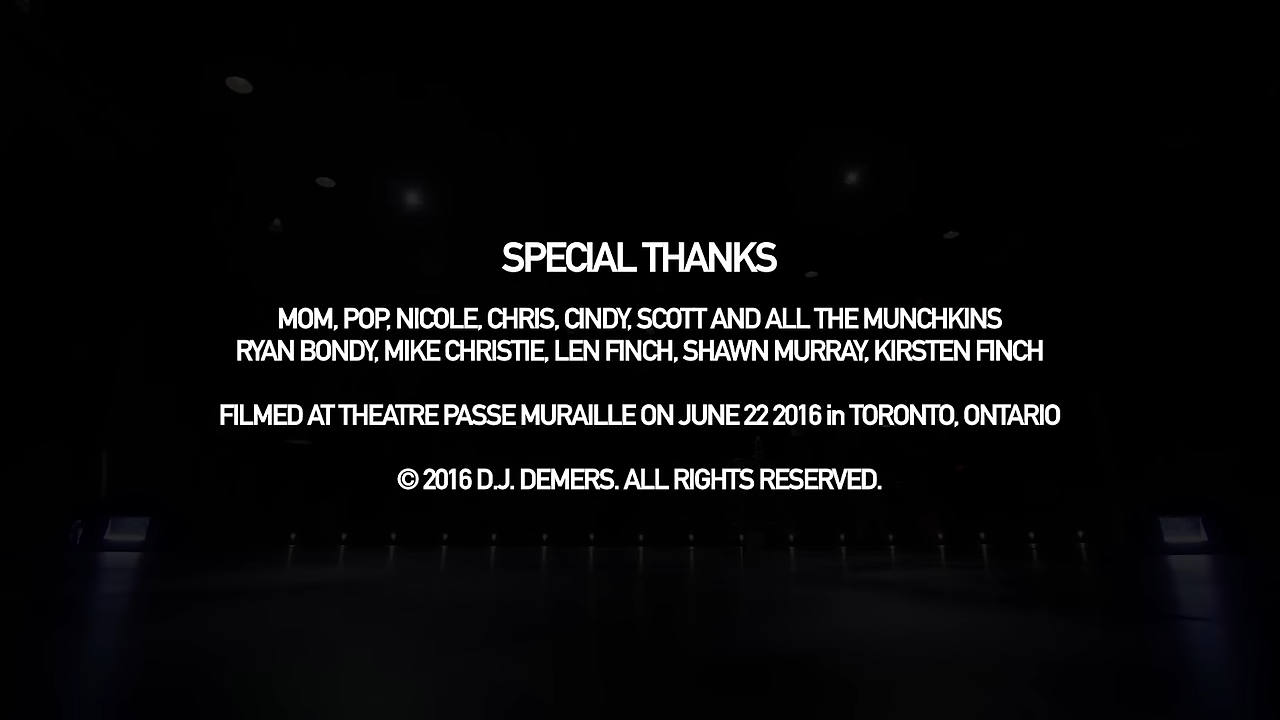 SPECIAL THANKS
MOM, POP, NICOLE, CHRIS, CINDY, SCOTT AND ALL THE MUNCHKINS
RYAN BONDY, MIKE CHRISTIE, LEN FINCH, SHAWN MURRAY, KIRSTEN FINCH
FILMED AT THEATRE PASSE MURAILLE ON JUNE 22 2016 in TORONTO, ONTARIO
© 2016 D.J. DEMERS. ALL RIGHTS RESERVED.